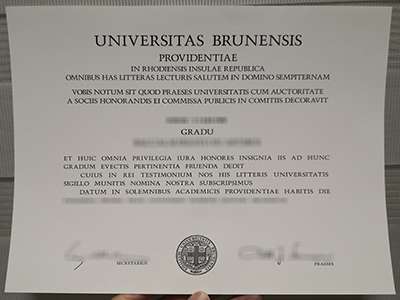 UNIVERSITAS BRUNENSIS
PROVIDENTIAE
IN RHODIENSIS INSULAE REPUBLICA
OMNIBUS HAS LITTERAS LECTURIS SALUTEM IN DOMINO SEMPITERNAM
VOBIS NOTUM SIT QUOD PRAESES UNIVERSITATIS CUM AUCTORITATE
A SOCIIS HONORANDIS EI COMMISSA PUBLICIS IN COMITIIS DECORAVIT
GRADU
ET HUIC OMNIA PRIVILEGIA IURA HONORES INSIGNIA IIS AD HUNC
GRADUM EVECTIS PERTINENTIA FRUENDA DEDIT
CUIUS IN REI TESTIMONIUM NOS HIS LITTERIS UNIVERSITATIS
SIGILLO MUNITIS NOMINA NOSTRA SUBSCRIPSIMUS
DATUM IN SOLEMNIBUS ACADEMICIS PROVIDENTIAE HABITIS DIE
SECRETARIUS PRAESES